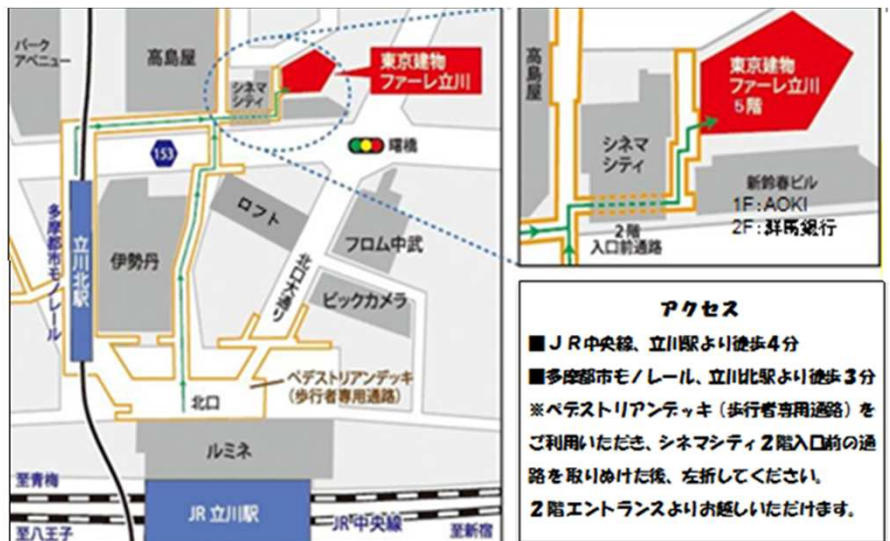 パーク
アベニュー
高島屋
シネマ
シティ
東京建物
ファーレ立川
153
曙橋
多摩都市モノレール
立川北駅
伊勢丹
ロフト
北口大通り
フロム中武
ビックカメラ
ペデストリアンデッキ
(歩行者専用通路)
北口
ルミネ
至青梅
JR立川駅
至八王子
JR中央線
至新宿
高島屋
東京建物
ファーレ立川
5階
シネマ
シティ
新鈴春ビル
1F:AOKI
2F:群馬銀行
2階
入口前通路
アクセス
■JR中央線、立川駅より徒歩4分
■多摩都市モノレール、立川北駅より徒歩3分
※ペデストリアンデッキ(歩行者専用通路)を
ご利用いただき、シネマシティ2階入口前の通
路を取りぬけた後、左折してください。
2階エントランスよりお越しいただけます。